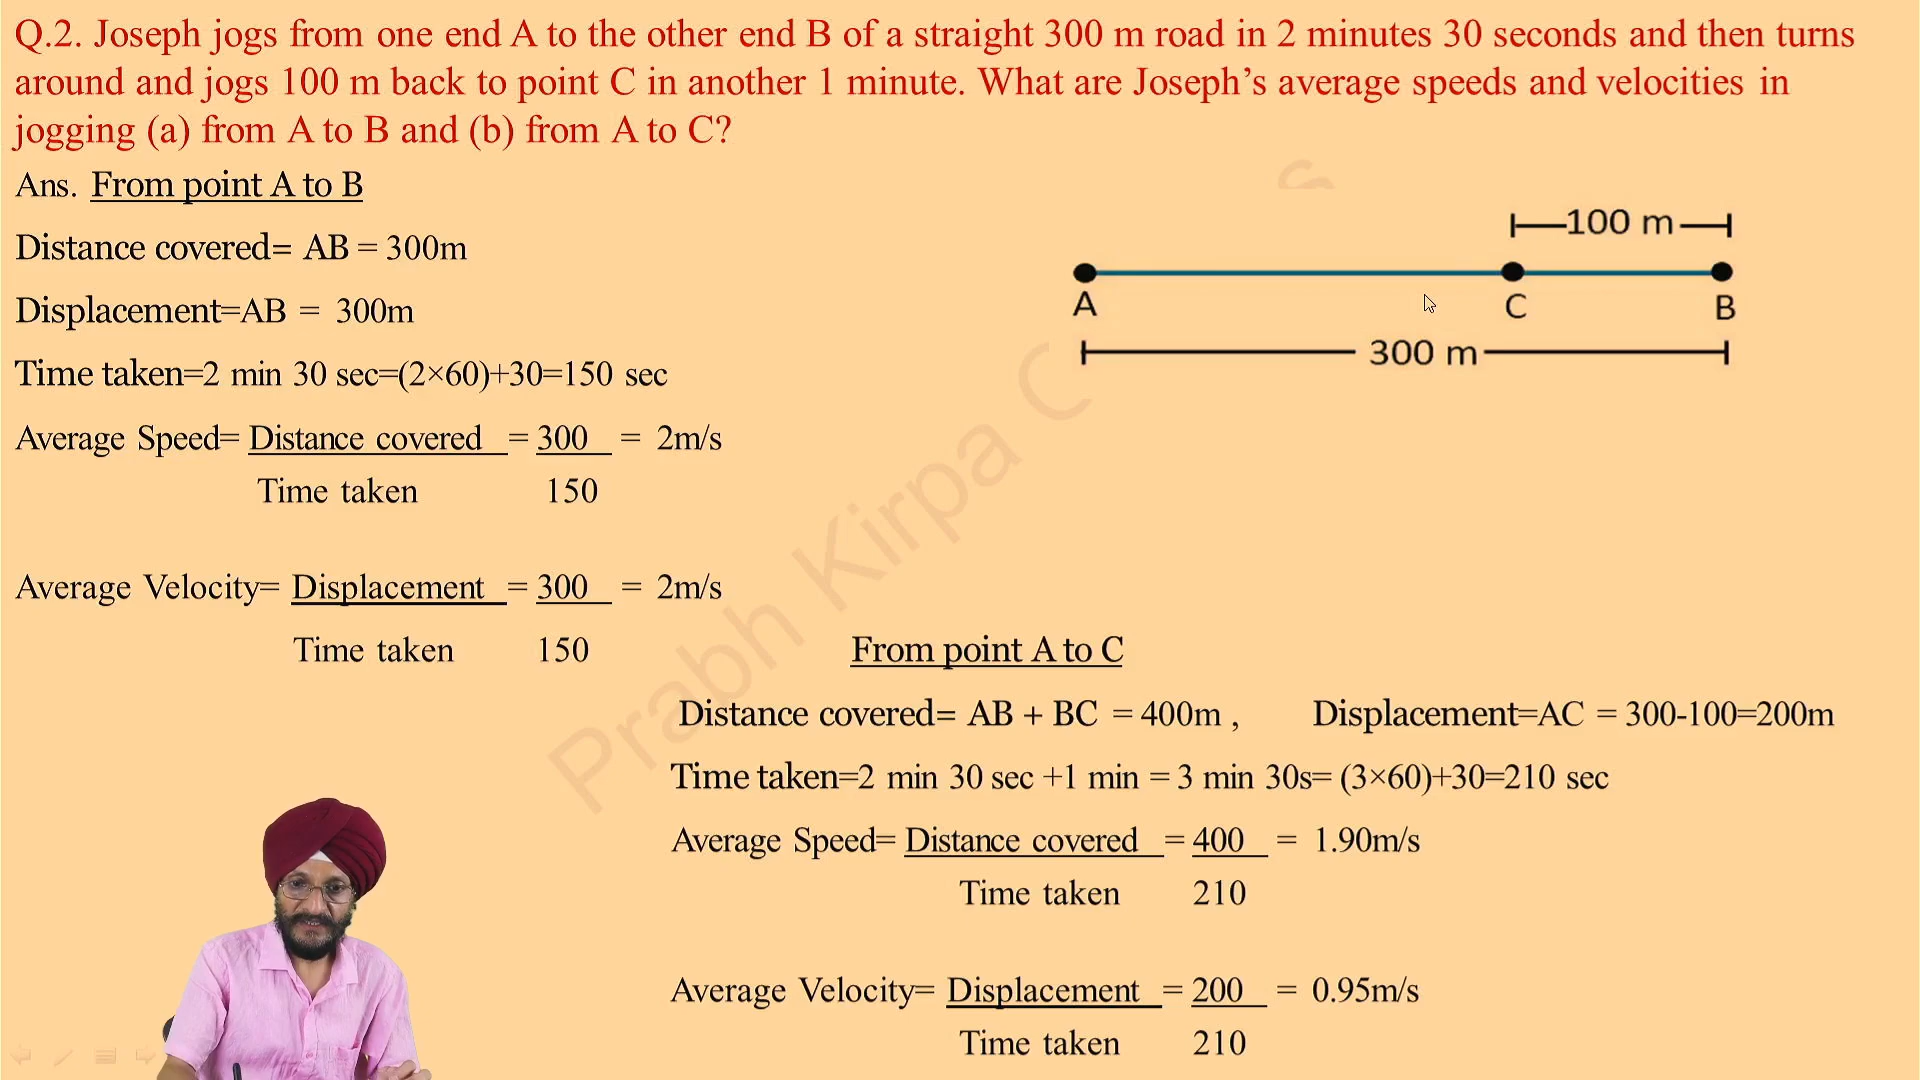 Q.2. Joseph jogs from one end A to the other end B of a straight 300 m road in 2 minutes 30 seconds and then turns
around and jogs 100 m back to point C in another 1 minute. What are Joseph’s average speeds and velocities in
jogging (a) from A to B and (b) from A to C?
Ans. From point A to B
Distance covered= AB = 300m
Displacement=AB = 300m
Time taken=2 min 30 sec=(2×60)+30=150 sec
Average Speed= Distance covered = 300 = 2m/s
Time taken 150
Average Velocity= Displacement = 300 = 2m/s
Time taken 150
100 m
A C B
300 m
From point A to C
Distance covered= AB + BC = 400m , Displacement=AC = 300-100=200m
Time taken=2 min 30 sec +1 min = 3 min 30s= (3×60)+30=210 sec
Average Speed= Distance covered = 400 = 1.90m/s
Time taken 210
Average Velocity= Displacement = 200 = 0.95m/s
Time taken 210
Prabh Kirpa C